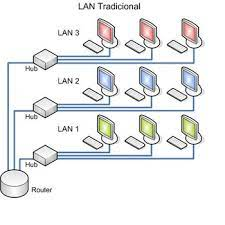 LAN Tradicional
LAN 3
Hub
LAN 2
Hub
LAN 1
Hub
Router